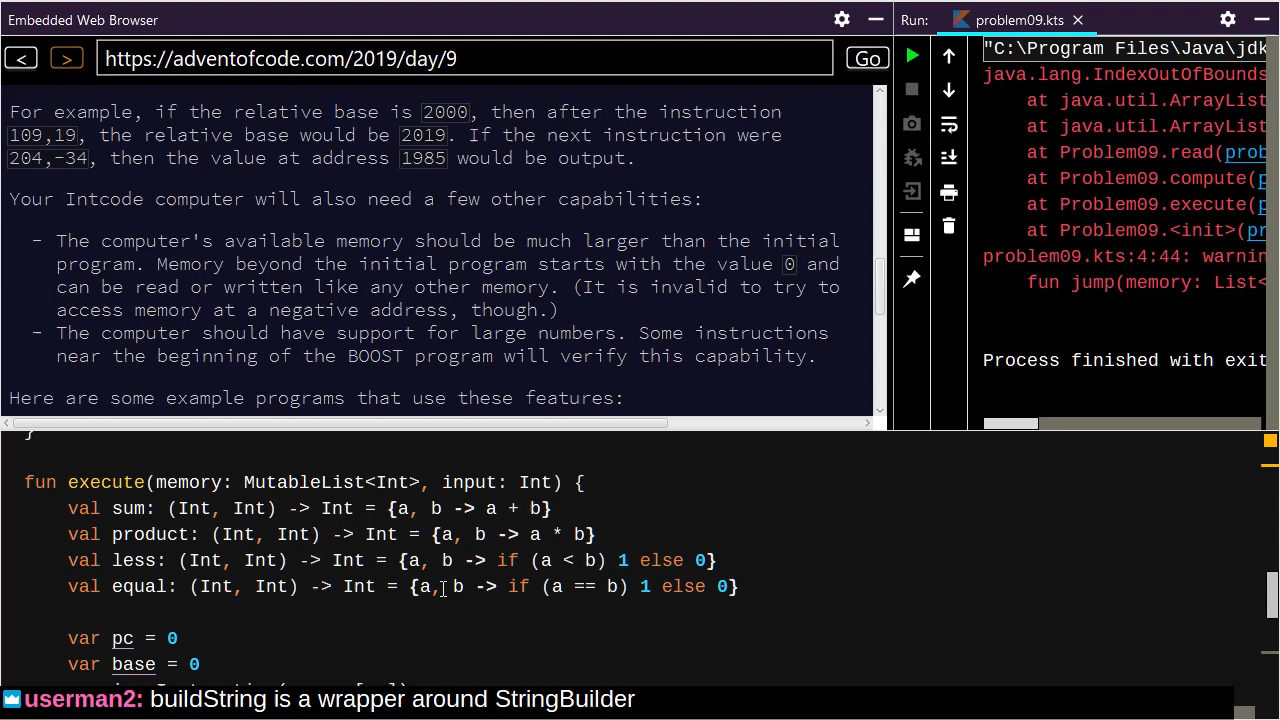 Embedded Web Browser
<
>
https://adventofcode.com/2019/day/9
Go
For example, if the relative base is 2000, then after the instruction
109,19, the relative base would be 2019. If the next instruction were
204,-34, then the value at address 1985 would be output.
Your Intcode computer will also need a few other capabilities:
- The computer's available memory should be much larger than the initial
program. Memory beyond the initial program starts with the value 0 and
can be read or written like any other memory. (It is invalid to try to
access memory at a negative address, though.)
- The computer should have support for large numbers. Some instructions
near the beginning of the BOOST program will verify this capability.
Here are some example programs that use these features:
Run: problem09.kts
"C:\Program Files\Java\jdk
java.lang.IndexOutOfBounds
at java.util.ArrayList
at java.util.ArrayList
at Problem09.read(prob
at Problem09.compute(p
at Problem09.execute(p
at Problem09.<init>(pr
problem09.kts:4:44: warnin
fun jump(memory: List<
Process finished with exit
}
fun execute(memory: MutableList<Int>, input: Int) {
val sum: (Int, Int) -> Int = {a, b -> a + b}
val product: (Int, Int) -> Int = {a, b -> a * b}
val less: (Int, Int) -> Int = {a, b -> if (a < b) 1 else 0}
val equal: (Int, Int) -> Int = {a, b -> if (a == b) 1 else 0}
var pc = 0
var base = 0
userman2: buildString is a wrapper around StringBuilder